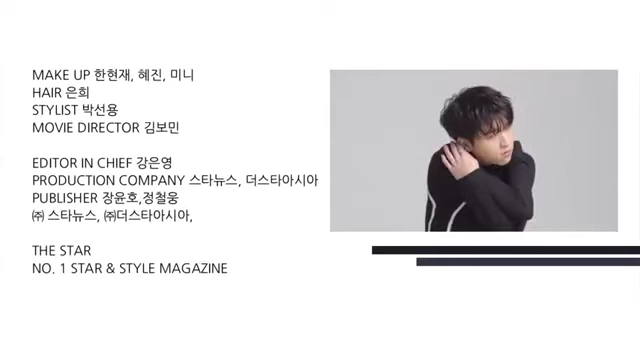 MAKE UP 한현재, 혜진, 미니
HAIR 은희
STYLIST 박선용
MOVIE DIRECTOR 김보민
EDITOR IN CHIEF 강은영
PRODUCTION COMPANY 스타뉴스, 더스타아시아
PUBLISHER 장윤호,정철웅
㈜ 스타뉴스, ㈜더스타아시아,
THE STAR
NO. 1 STAR & STYLE MAGAZINE